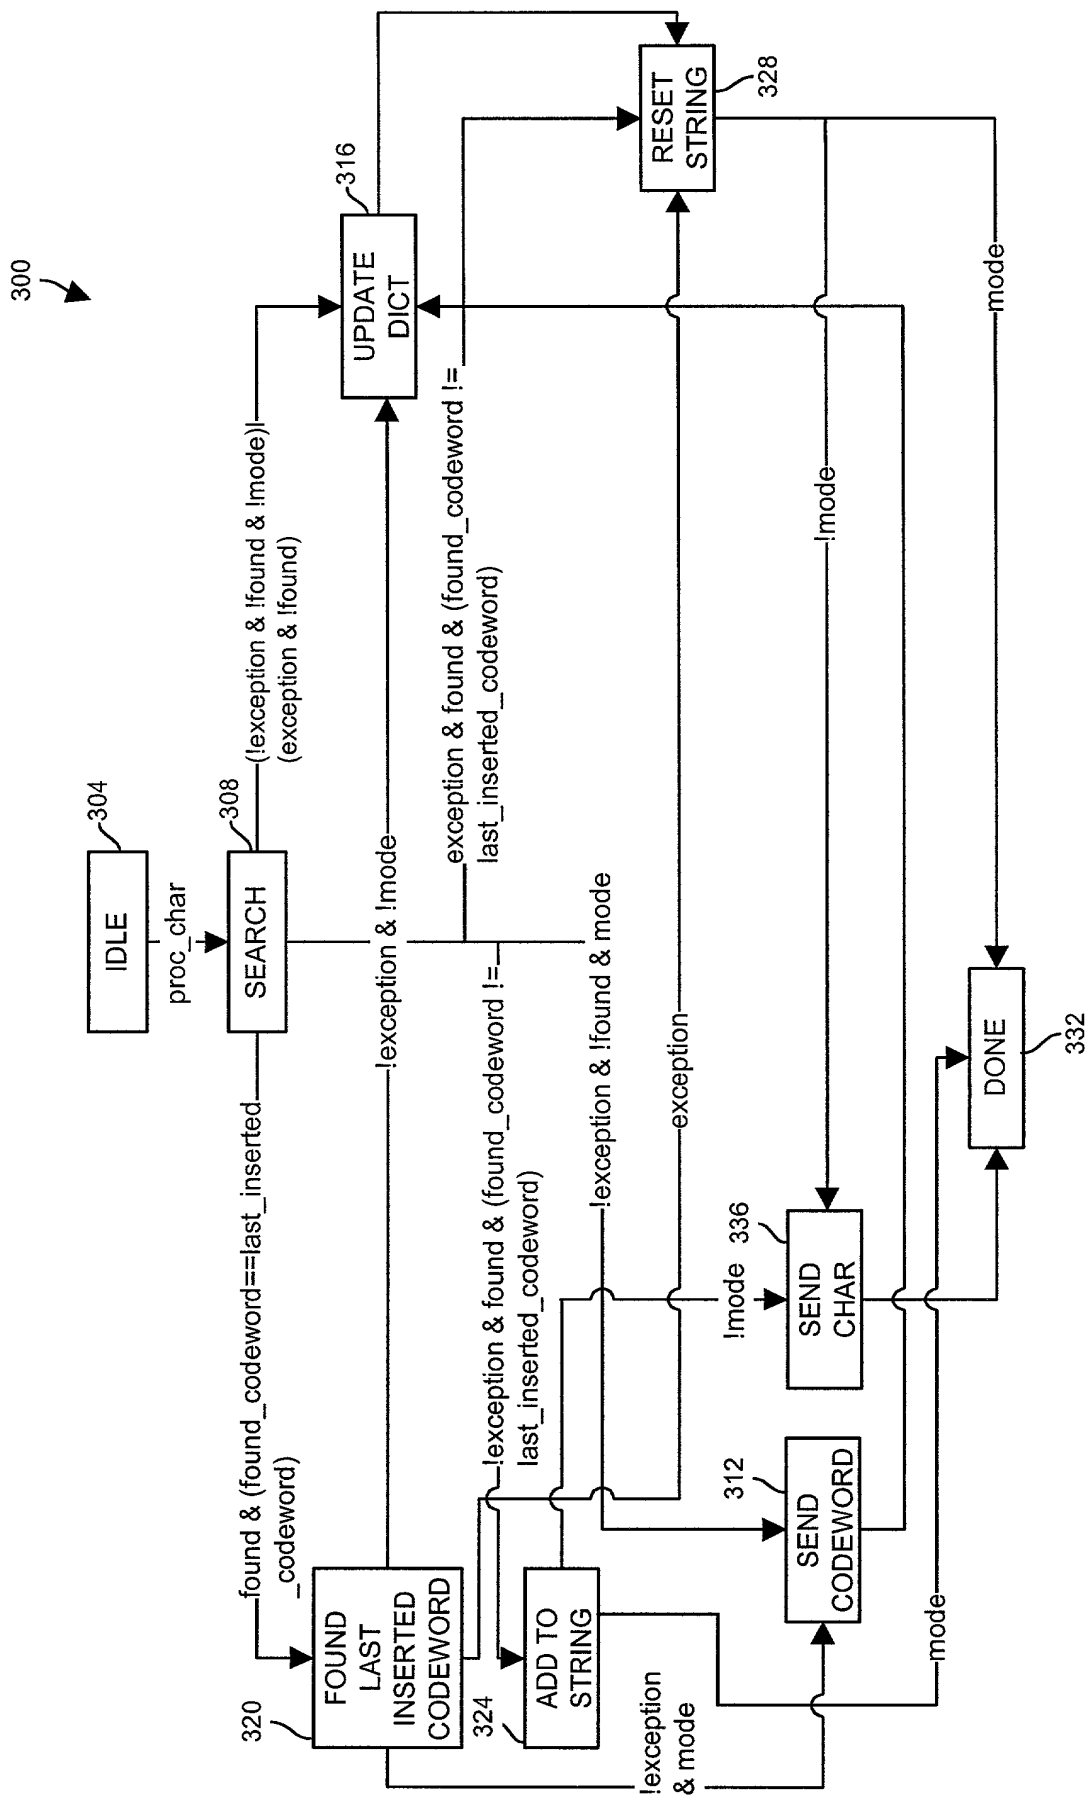 300
IDLE
304
proc_char
SEARCH
308
found & (found_codeword==last_inserted
_codeword)
(!exception & !found & !mode)|
(exception & !found)
FOUND
LAST
INSERTED
CODEWORD
320
!exception & !mode
UPDATE
DICT
316
exception & found & (found_codeword !=
last_inserted_codeword)
!exception & found & (found_codeword !=
last_inserted_codeword)
ADD TO
STRING
324
!exception & !found & mode
exception
RESET
STRING
328
!exception
& mode
!mode
SEND
CODEWORD
312
SEND
CHAR
336
!mode
mode
mode
DONE
332